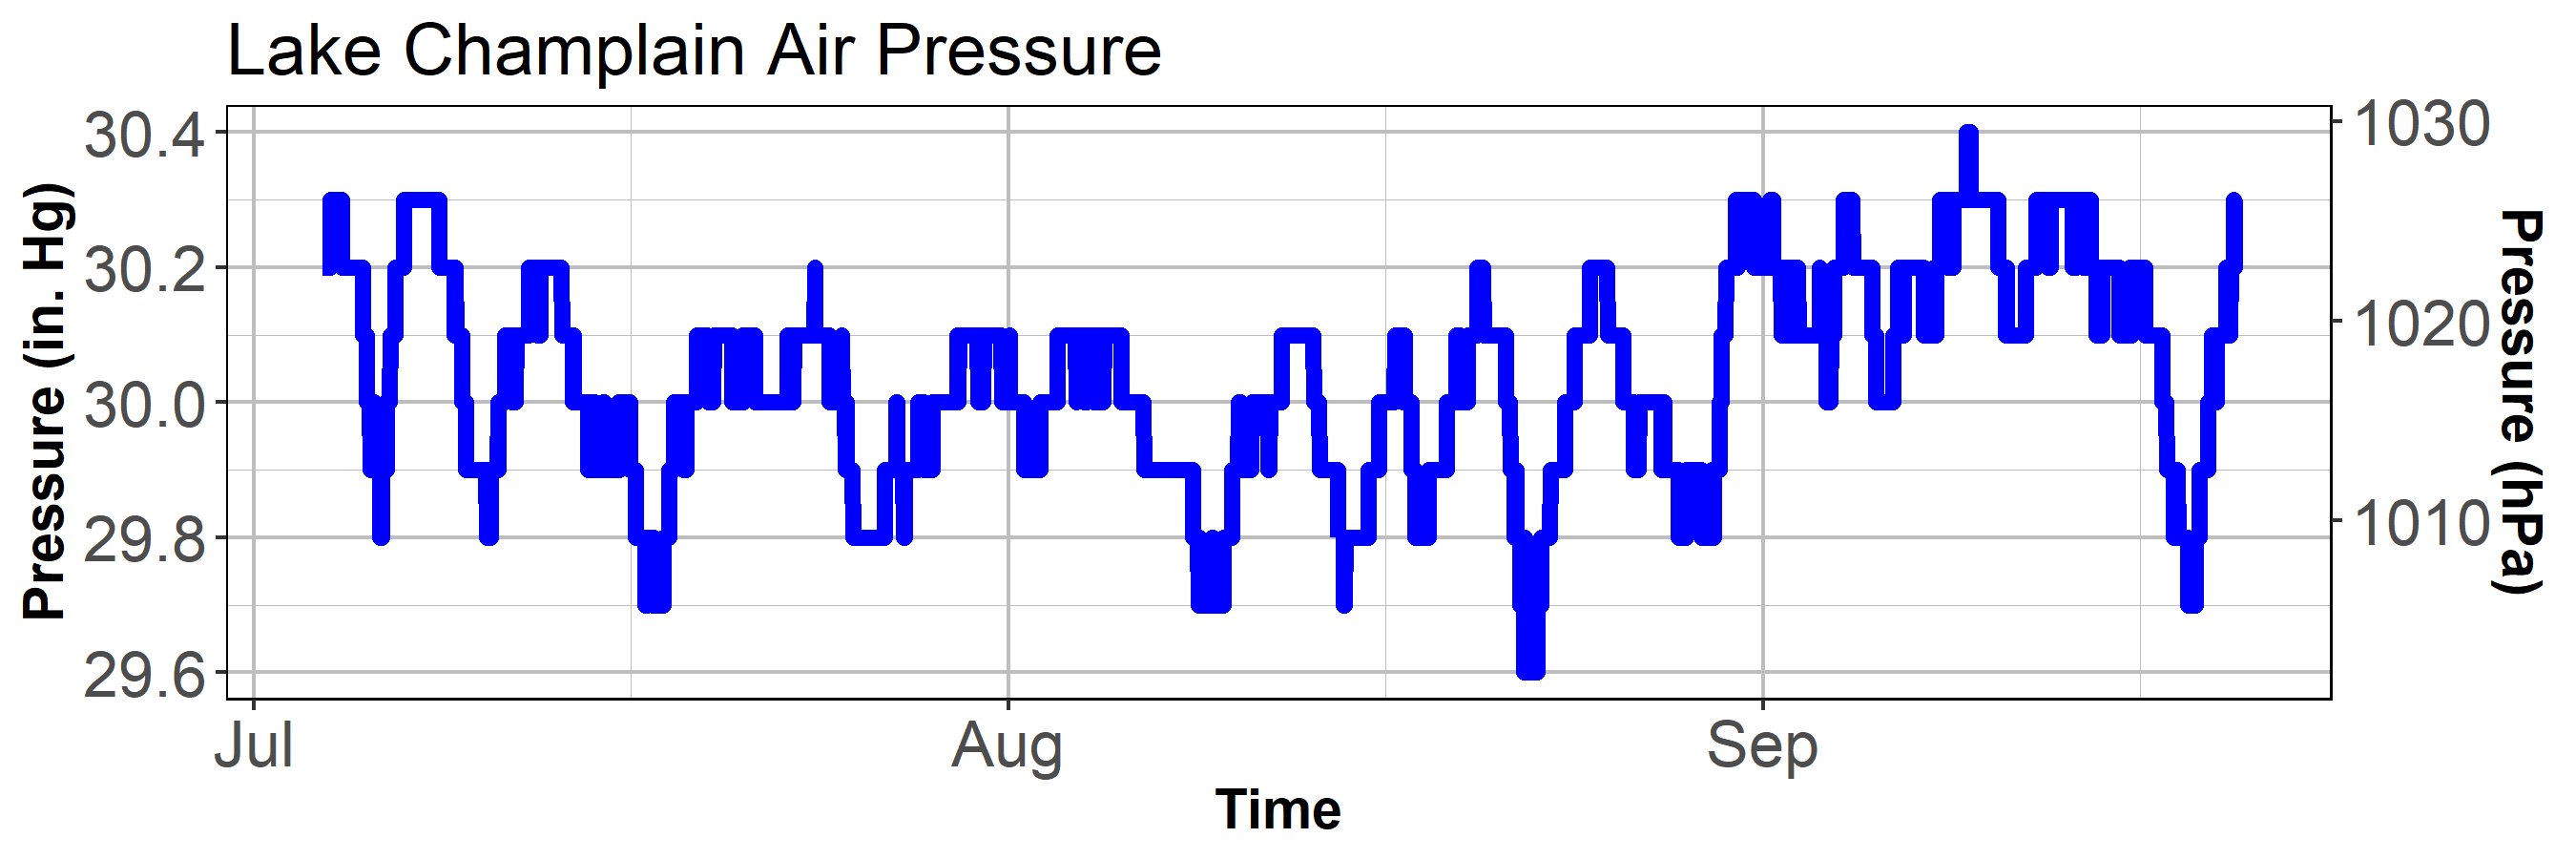 Lake Champlain Air Pressure
Pressure (in. Hg)
30.4
30.2
30.0
29.8
29.6
1030
1020
1010
Pressure (hPa)
Jul
Aug
Sep
Time